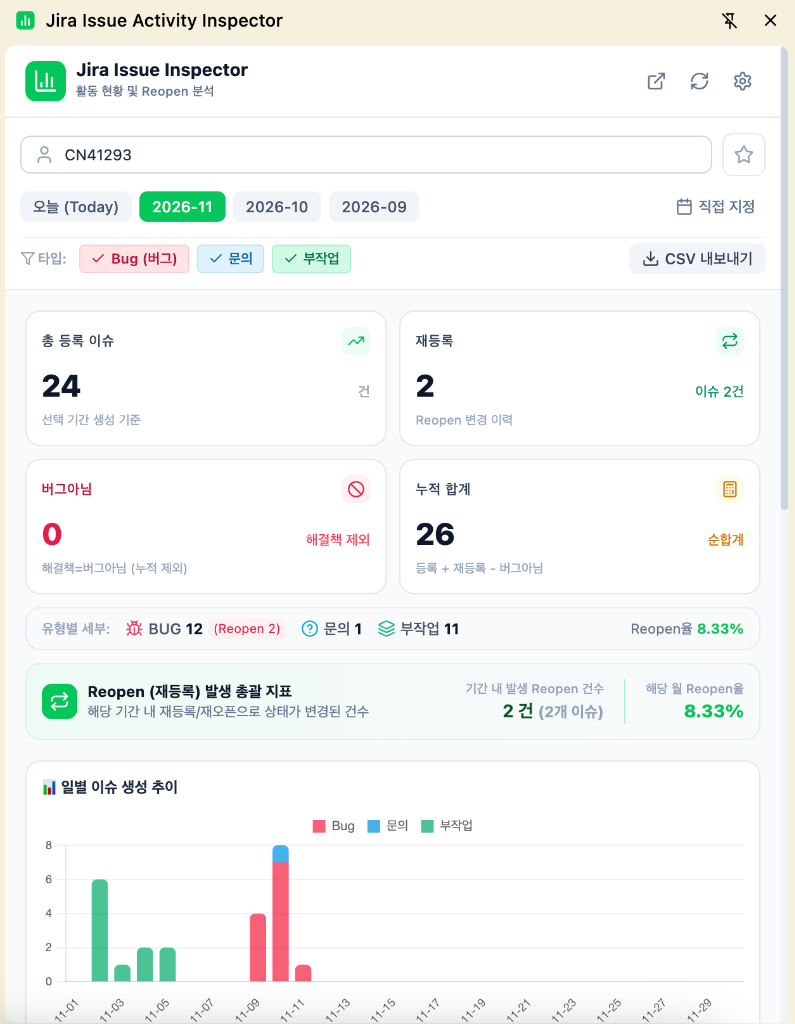 Jira Issue Activity Inspector
Jira Issue Inspector
활동 현황 및 Reopen 분석
CN41293
오늘 (Today) 2026-11 2026-10 2026-09 직접 지정
타입: Bug (버그) 문의 부작업 CSV 내보내기
총 등록 이슈
24 건
선택 기간 생성 기준
재등록
2 이슈 2건
Reopen 변경 이력
버그아님
0 해결책 제외
해결책=버그아님 (누적 제외)
누적 합계
26 순합계
등록 + 재등록 - 버그아님
유형별 세부: BUG 12 (Reopen 2) 문의 1 부작업 11 Reopen율 8.33%
Reopen (재등록) 발생 총괄 지표
해당 기간 내 재등록/재오픈으로 상태가 변경된 건수
기간 내 발생 Reopen 건수
2 건 (2개 이슈)
해당 월 Reopen율
8.33%
일별 이슈 생성 추이
Bug 문의 부작업
8
6
4
2
0
11-01 11-03 11-05 11-07 11-09 11-11 11-13 11-15 11-17 11-19 11-21 11-23 11-25 11-27 11-29